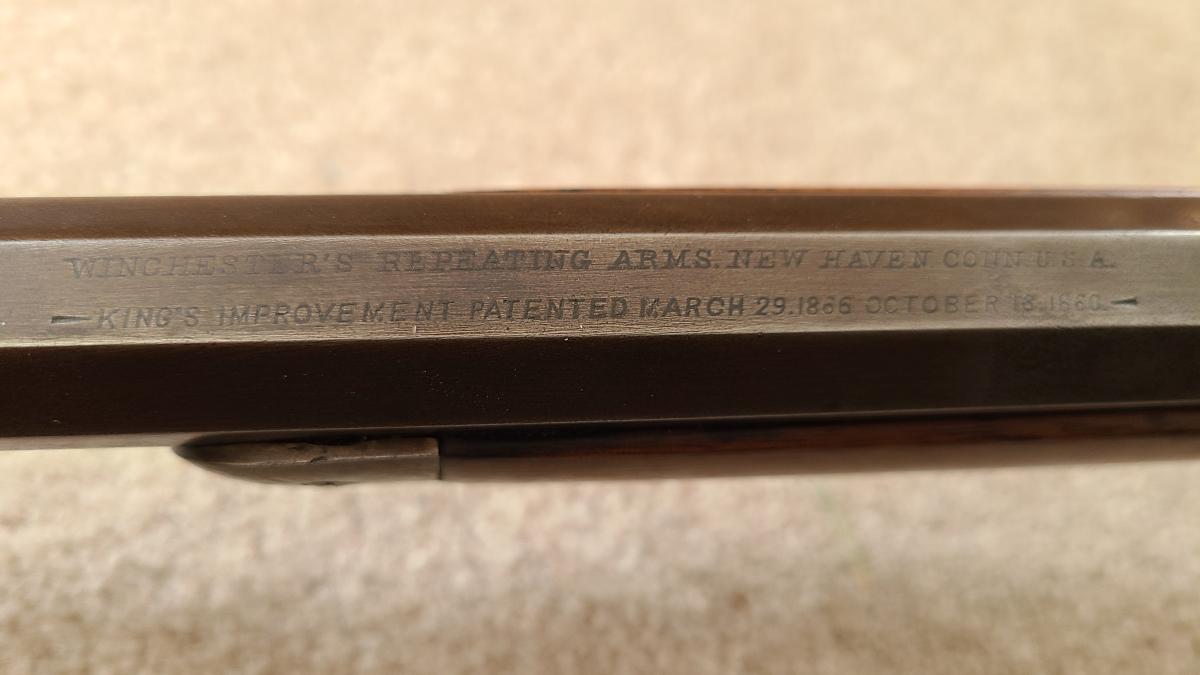 WINCHESTER'S REPEATING ARMS. NEW HAVEN CONN U.S.A.
KING'S IMPROVEMENT PATENTED MARCH 29.1866 OCTOBER 16.1860.